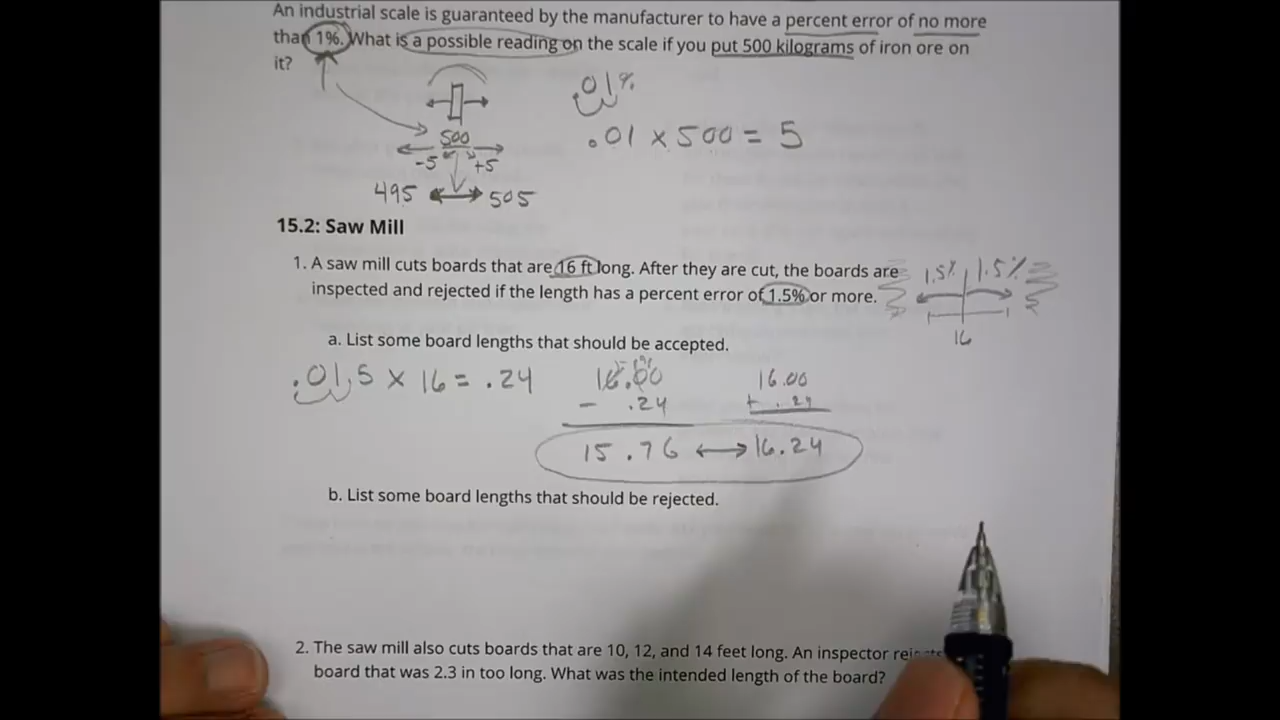 An industrial scale is guaranteed by the manufacturer to have a percent error of no more
than 1%. What is a possible reading on the scale if you put 500 kilograms of iron ore on
it?
.01%
.01 x 500 = 5
500
-5 +5
495 505
15.2: Saw Mill
1. A saw mill cuts boards that are 16 ft long. After they are cut, the boards are
inspected and rejected if the length has a percent error of 1.5% or more.
1.5% 1.5%
16
a. List some board lengths that should be accepted.
.01,5 x 16 = .24
16.00
- .24
16.00
+ .24
15.76 ↔ 16.24
b. List some board lengths that should be rejected.
2. The saw mill also cuts boards that are 10, 12, and 14 feet long. An inspector
board that was 2.3 in too long. What was the intended length of the board?